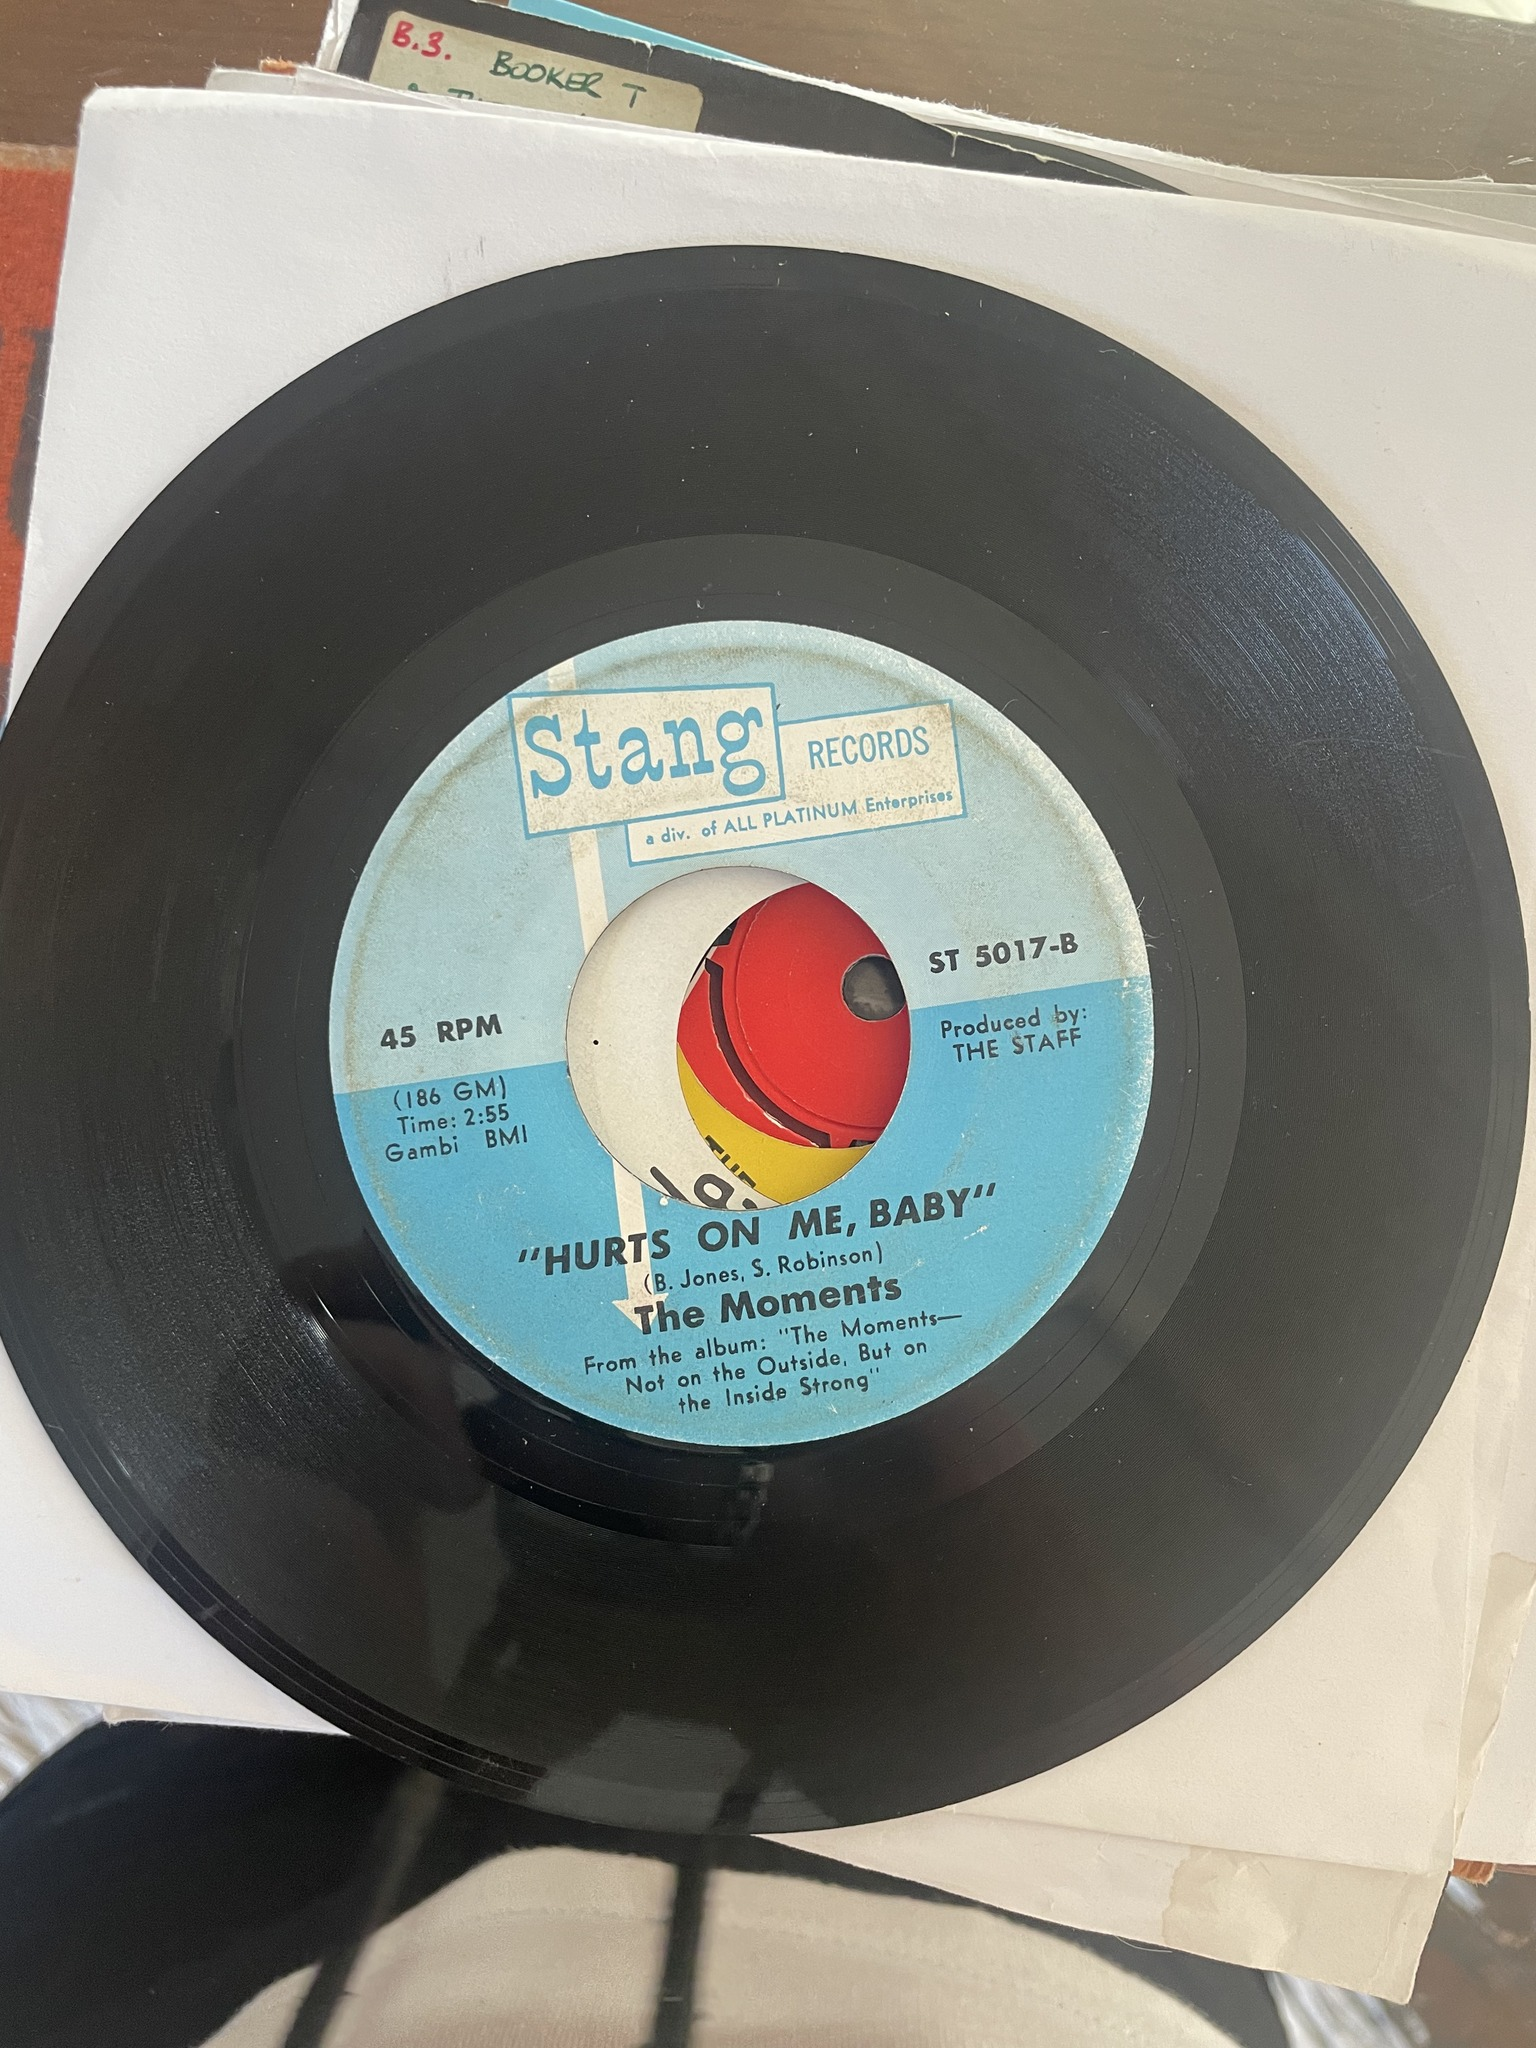 B.3. BOOKER T
Stang
RECORDS
a div. of ALL PLATINUM Enterprises
ST 5017-B
45 RPM
Produced by:
THE STAFF
(186 GM)
Time: 2:55
Gambi BMI
THE
"HURTS ON ME, BABY"
(B. Jones, S. Robinson)
The Moments
From the album: "The Moments—
Not on the Outside, But on
the Inside Strong"